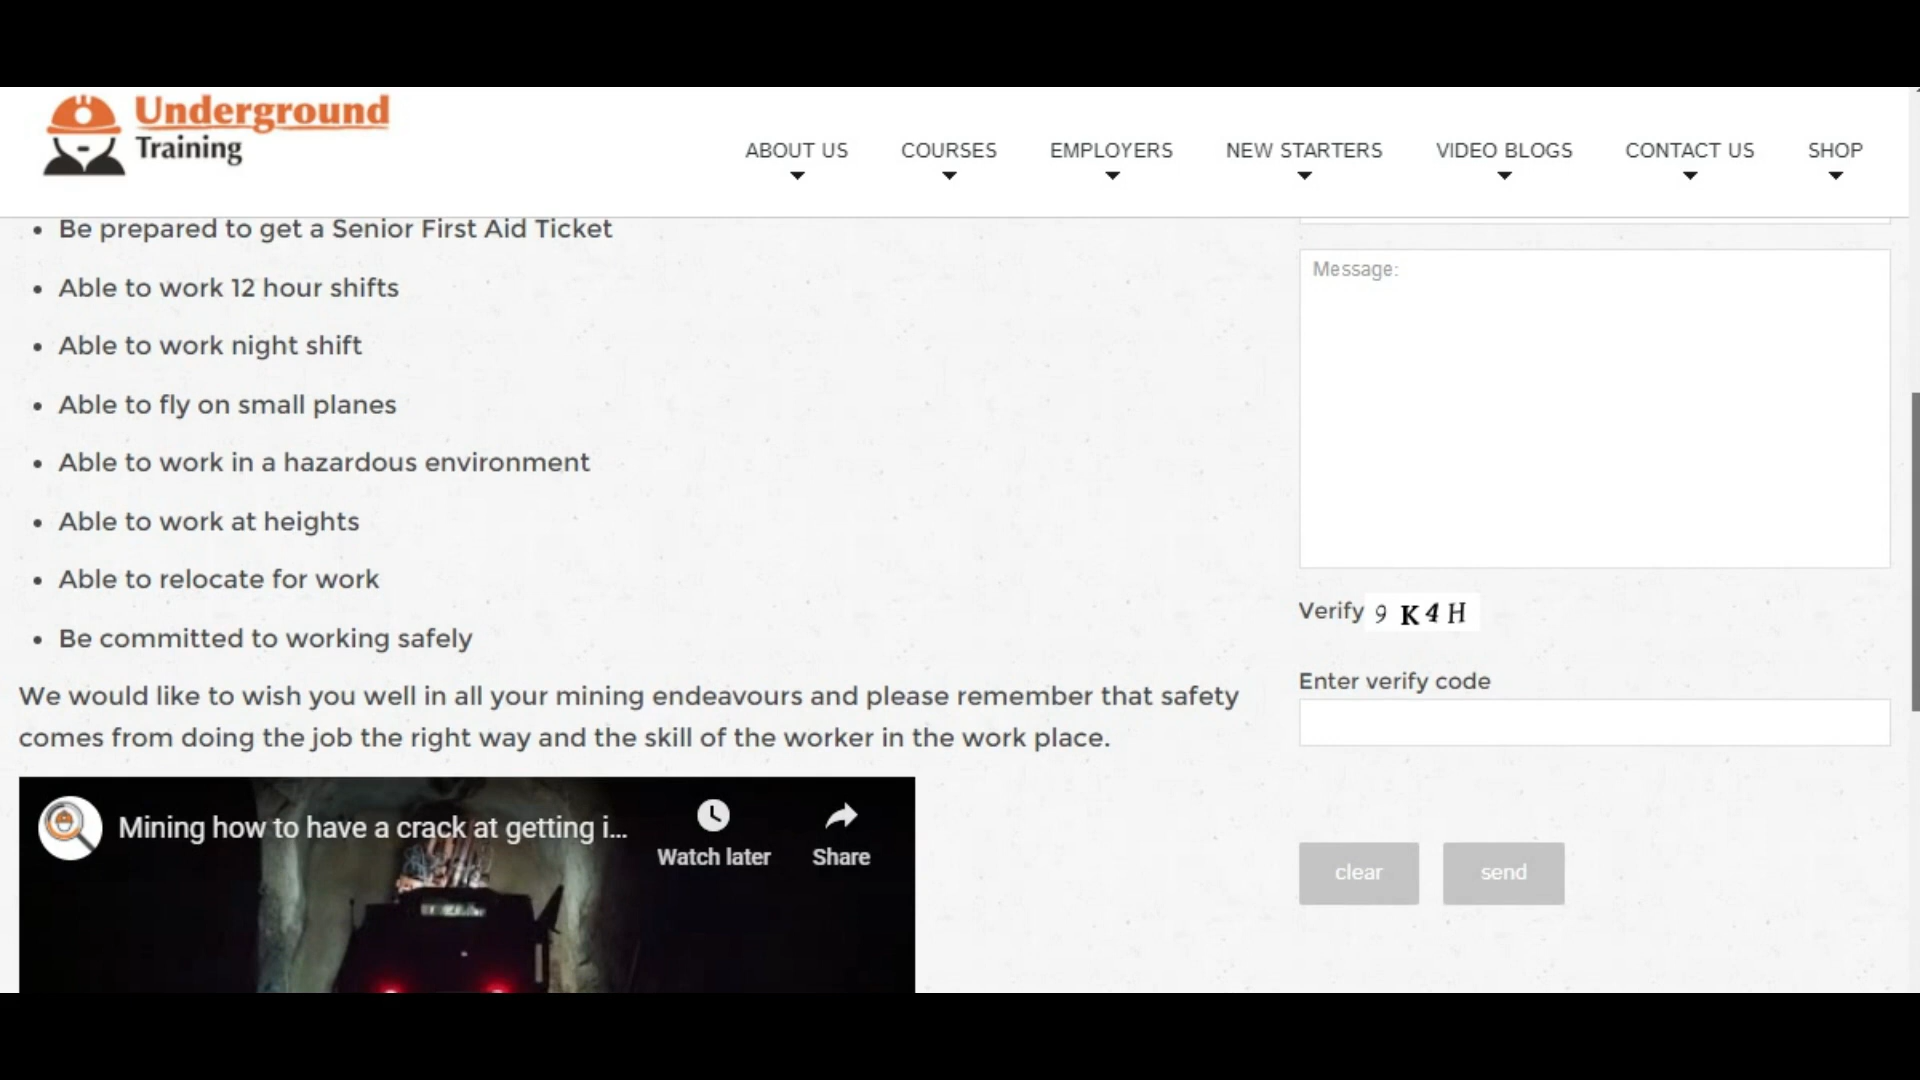 Underground
Training
ABOUT US
COURSES
EMPLOYERS
NEW STARTERS
VIDEO BLOGS
CONTACT US
SHOP
• Be prepared to get a Senior First Aid Ticket
• Able to work 12 hour shifts
• Able to work night shift
• Able to fly on small planes
• Able to work in a hazardous environment
• Able to work at heights
• Able to relocate for work
• Be committed to working safely
We would like to wish you well in all your mining endeavours and please remember that safety
comes from doing the job the right way and the skill of the worker in the work place.
Mining how to have a crack at getting i...
Watch later
Share
Message:
Verify 9 K4H
Enter verify code
clear
send